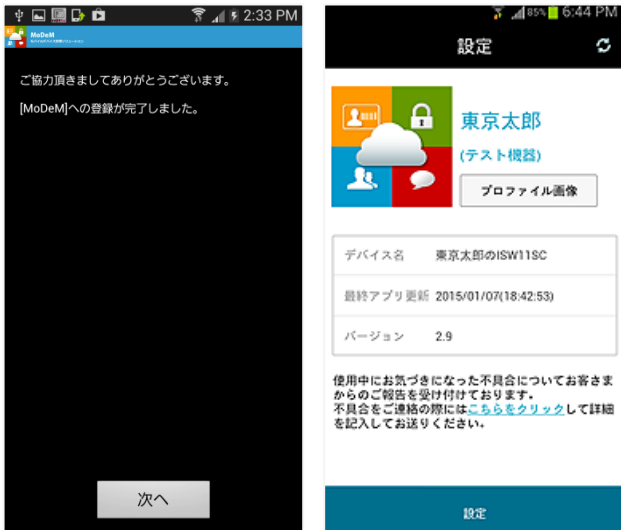 2:33 PM
MoDeM
ご協力頂きましてありがとうございます。
[MoDeM]への登録が完了しました。
次へ
85% 6:44 PM
設定
東京太郎
(テスト機器)
プロファイル画像
デバイス名 東京太郎のISW11SC
最終アプリ更新 2015/01/07(18:42:53)
バージョン 2.9
使用中にお気づきになった不具合についてお客さま
からのご報告を受け付けております。
不具合をご連絡の際にはこちらをクリックして詳細
を記入してお送りください。
設定